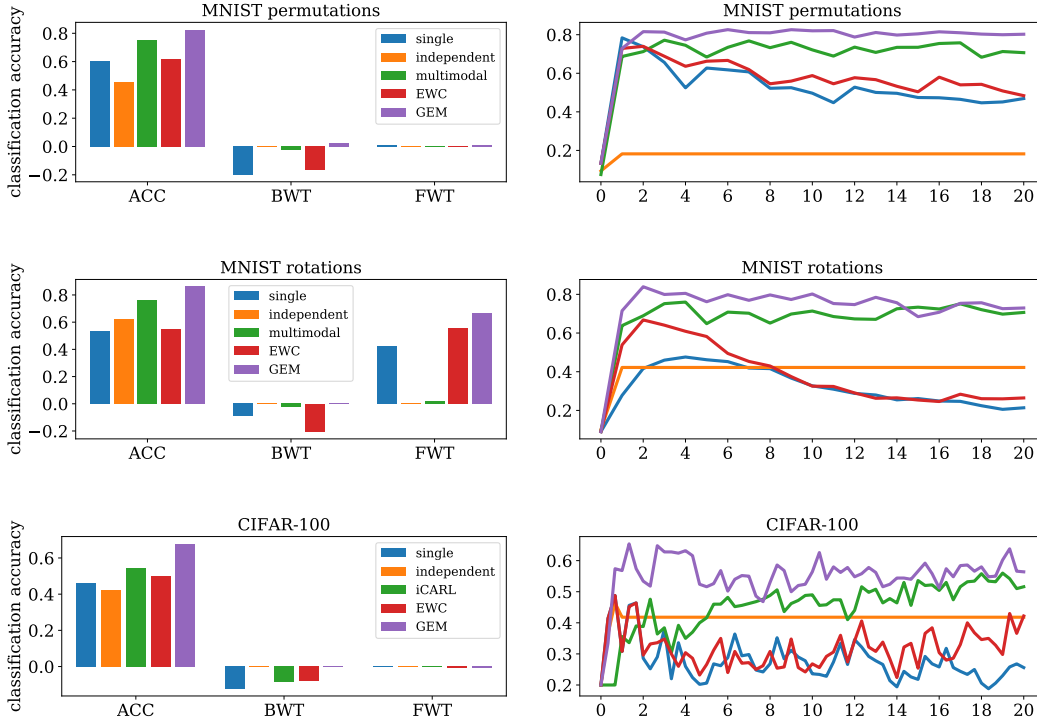 MNIST permutations
classification accuracy
0.8
0.6
0.4
0.2
0.0
−0.2
single
independent
multimodal
EWC
GEM
ACC BWT FWT
MNIST permutations
0.8
0.6
0.4
0.2
0 2 4 6 8 10 12 14 16 18 20
MNIST rotations
classification accuracy
0.8
0.6
0.4
0.2
0.0
−0.2
single
independent
multimodal
EWC
GEM
ACC BWT FWT
MNIST rotations
0.8
0.6
0.4
0.2
0 2 4 6 8 10 12 14 16 18 20
CIFAR-100
classification accuracy
0.6
0.4
0.2
0.0
single
independent
iCARL
EWC
GEM
ACC BWT FWT
CIFAR-100
0.6
0.5
0.4
0.3
0.2
0 2 4 6 8 10 12 14 16 18 20